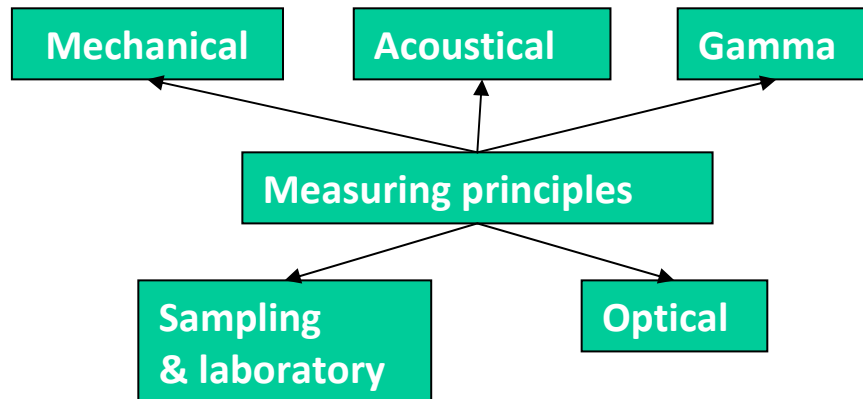 Mechanical
Acoustical
Gamma
Measuring principles
Sampling
& laboratory
Optical